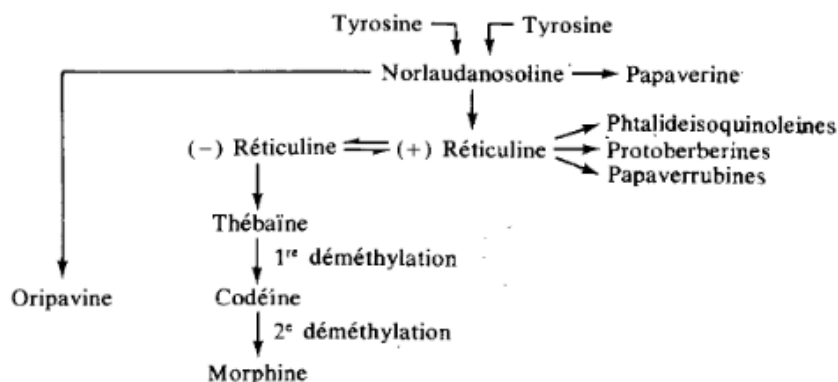 Tyrosine Tyrosine
Norlaudanosoline Papaverine
Phtalideisoquinoleines
(−) Réticuline (+) Réticuline Protoberberines
Papaverrubines
Thébaïne
1re déméthylation
Oripavine Codéine
2e déméthylation
Morphine